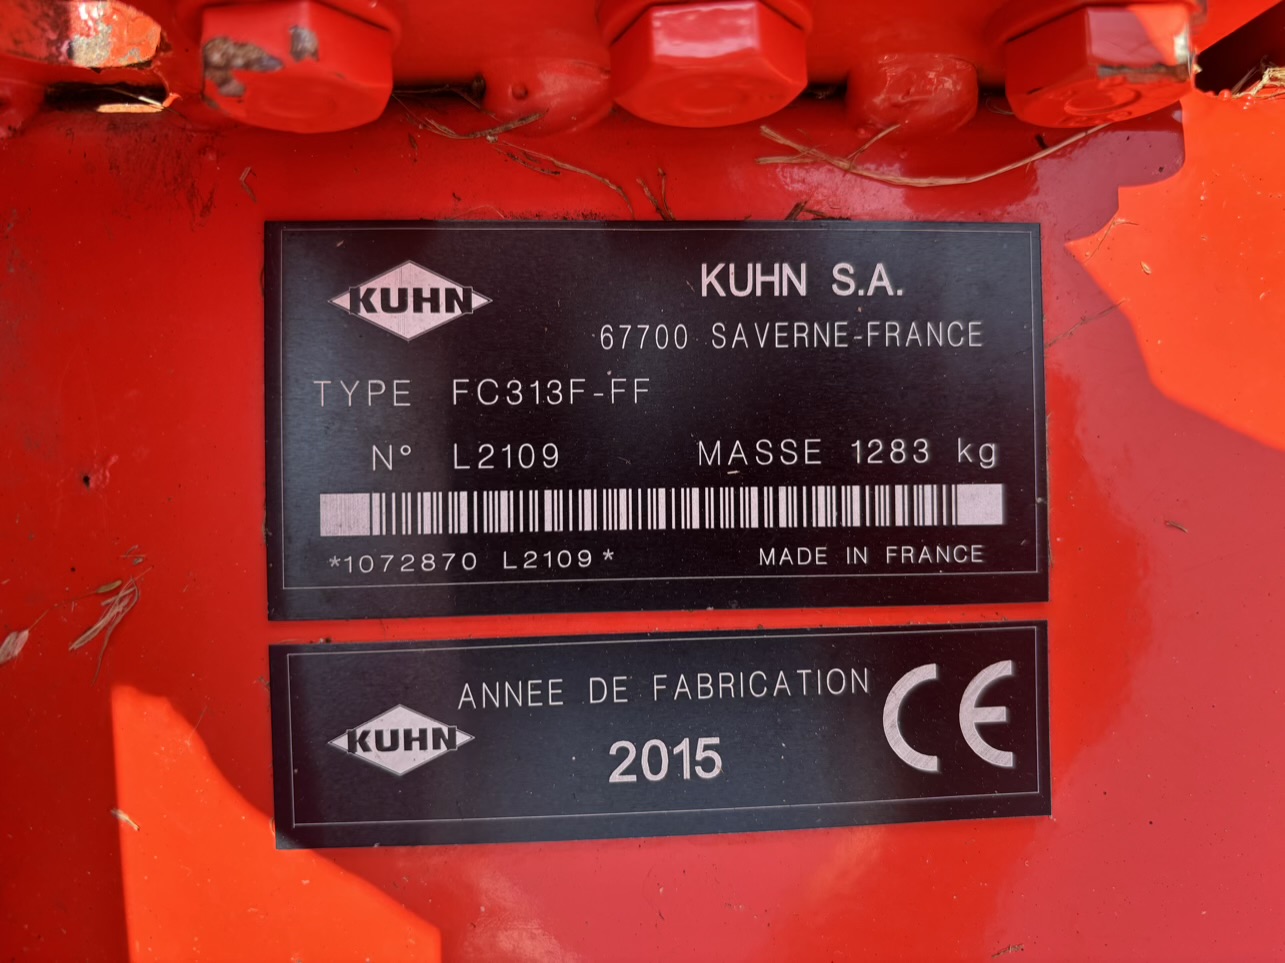 KUHN
KUHN S.A.
67700 SAVERNE-FRANCE
TYPE FC313F-FF
N° L2109 MASSE 1283 kg
*1072870 L2109* MADE IN FRANCE
ANNEE DE FABRICATION
KUHN
2015
CE